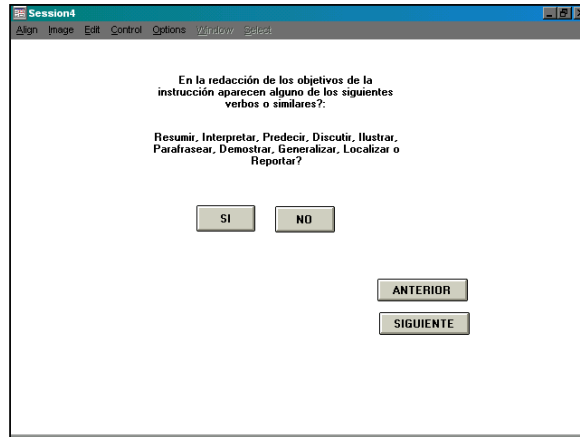 Session4
Align Image Edit Control Options Window Select
En la redacción de los objetivos de la
instrucción aparecen alguno de los siguientes
verbos o similares?:
Resumir, Interpretar, Predecir, Discutir, Ilustrar,
Parafrasear, Demostrar, Generalizar, Localizar o
Reportar?
SI NO
ANTERIOR
SIGUIENTE